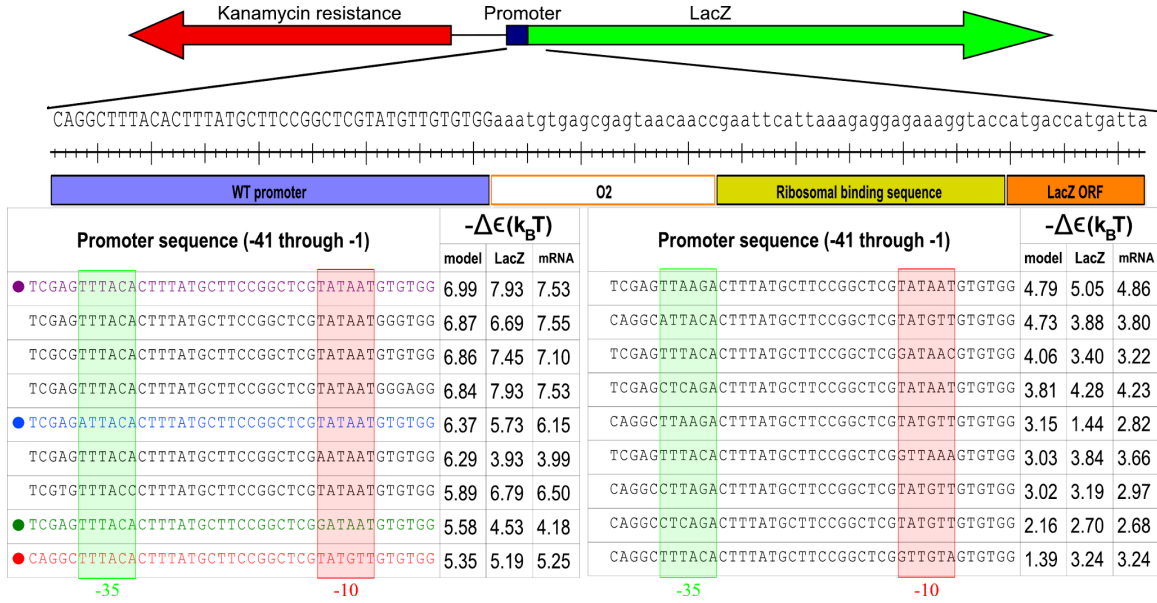 Kanamycin resistance
Promoter
LacZ
CAGGCTTTACACTTTATGCTTCCGGCTCGTATGTTGTGTGGaaatgtgagcgagtaacaaccgaattcattaaagaggagaaaggtaccatgaccatgatta
WT promoter
O2
Ribosomal binding sequence
LacZ ORF
Promoter sequence (-41 through -1)
-Δϵ(k_BT)
model LacZ mRNA
TCGAGTTTACACTTTATGCTTCCGGCTCGTATAATGTGTGG 6.99 7.93 7.53
TCGAGTTTACACTTTATGCTTCCGGCTCGTATAATGGGTGG 6.87 6.69 7.55
TCGCGTTTACACTTTATGCTTCCGGCTCGTATAATGTGTGG 6.86 7.45 7.10
TCGAGTTTACACTTTATGCTTCCGGCTCGTATAATGGGAGG 6.84 7.93 7.53
TCGAGATTACACTTTATGCTTCCGGCTCGTATAATGTGTGG 6.37 5.73 6.15
TCGAGTTTACACTTTATGCTTCCGGCTCGAATAATGTGTGG 6.29 3.93 3.99
TCGTGTTTACCCTTTATGCTTCCGGCTCGTATAATGTGTGG 5.89 6.79 6.50
TCGAGTTTACACTTTATGCTTCCGGCTCGGATAATGTGTGG 5.58 4.53 4.18
CAGGCTTTACACTTTATGCTTCCGGCTCGTATGTTGTGTGG 5.35 5.19 5.25
-35
-10
Promoter sequence (-41 through -1)
-Δϵ(k_BT)
model LacZ mRNA
TCGAGTTAAGACTTTATGCTTCCGGCTCGTATAATGTGTGG 4.79 5.05 4.86
CAGGCATTACACTTTATGCTTCCGGCTCGTATGTTGTGTGG 4.73 3.88 3.80
TCGAGTTTACACTTTATGCTTCCGGCTCGGATAACGTGTGG 4.06 3.40 3.22
TCGAGCTCAGACTTTATGCTTCCGGCTCGTATAATGTGTGG 3.81 4.28 4.23
CAGGCTTAAGACTTTATGCTTCCGGCTCGTATGTTGTGTGG 3.15 1.44 2.82
TCGAGTTTACACTTTATGCTTCCGGCTCGGTTAAAGTGTGG 3.03 3.84 3.66
CAGGCCTTAGACTTTATGCTTCCGGCTCGTATGTTGTGTGG 3.02 3.19 2.97
CAGGCCTCAGACTTTATGCTTCCGGCTCGTATGTTGTGTGG 2.16 2.70 2.68
CAGGCTTTACACTTTATGCTTCCGGCTCGGTTGTAGTGTGG 1.39 3.24 3.24
-35
-10